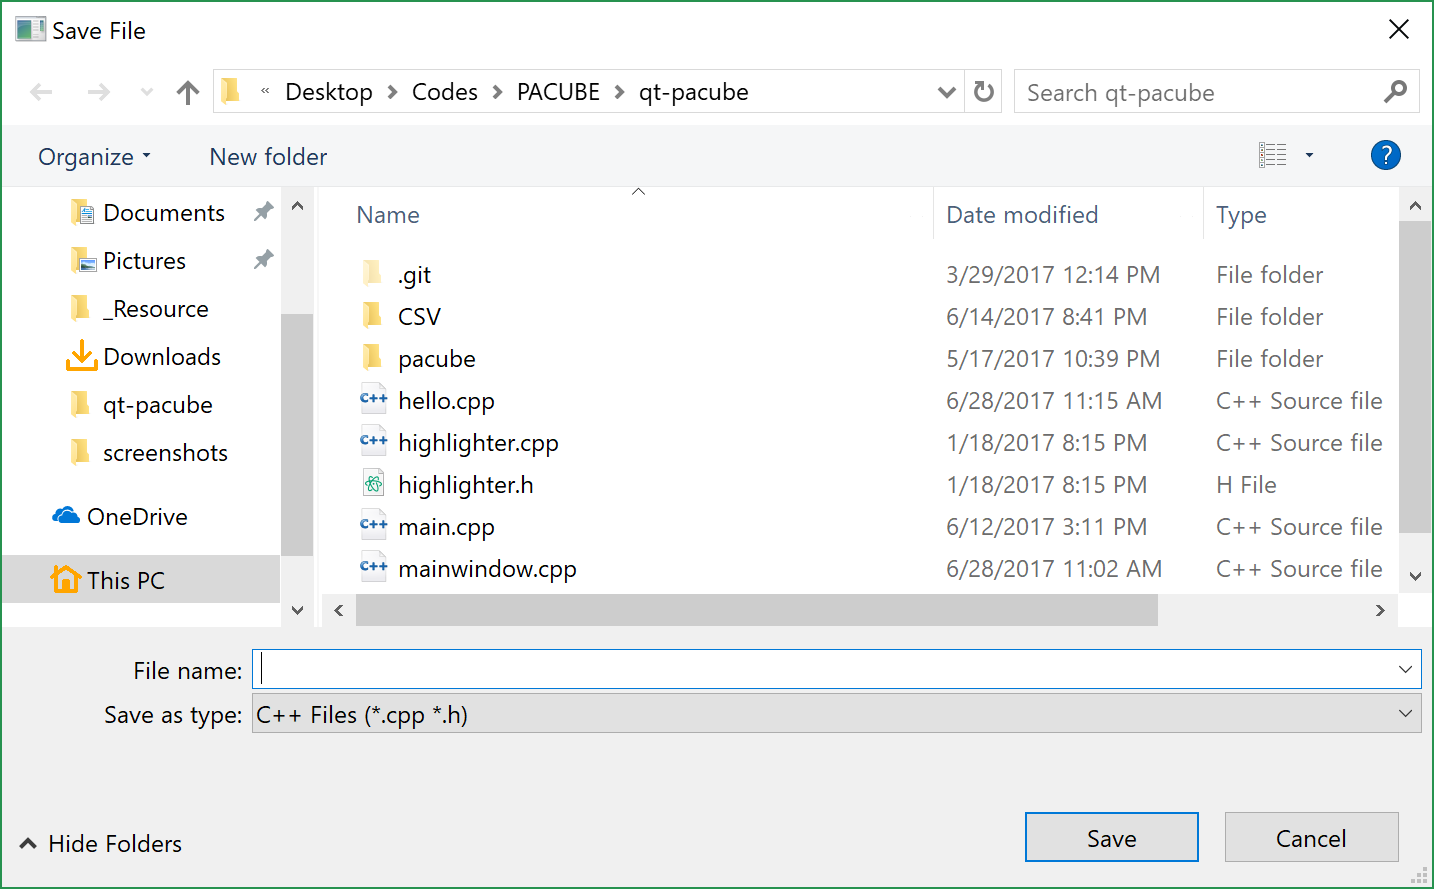 Save File
« Desktop > Codes > PACUBE > qt-pacube
Search qt-pacube
Organize
New folder
?
Documents
Pictures
_Resource
Downloads
qt-pacube
screenshots
OneDrive
This PC
Name Date modified Type
.git 3/29/2017 12:14 PM File folder
CSV 6/14/2017 8:41 PM File folder
pacube 5/17/2017 10:39 PM File folder
C++ hello.cpp 6/28/2017 11:15 AM C++ Source file
C++ highlighter.cpp 1/18/2017 8:15 PM C++ Source file
highlighter.h 1/18/2017 8:15 PM H File
C++ main.cpp 6/12/2017 3:11 PM C++ Source file
C++ mainwindow.cpp 6/28/2017 11:02 AM C++ Source file
File name:
Save as type: C++ Files (*.cpp *.h)
Hide Folders
Save
Cancel